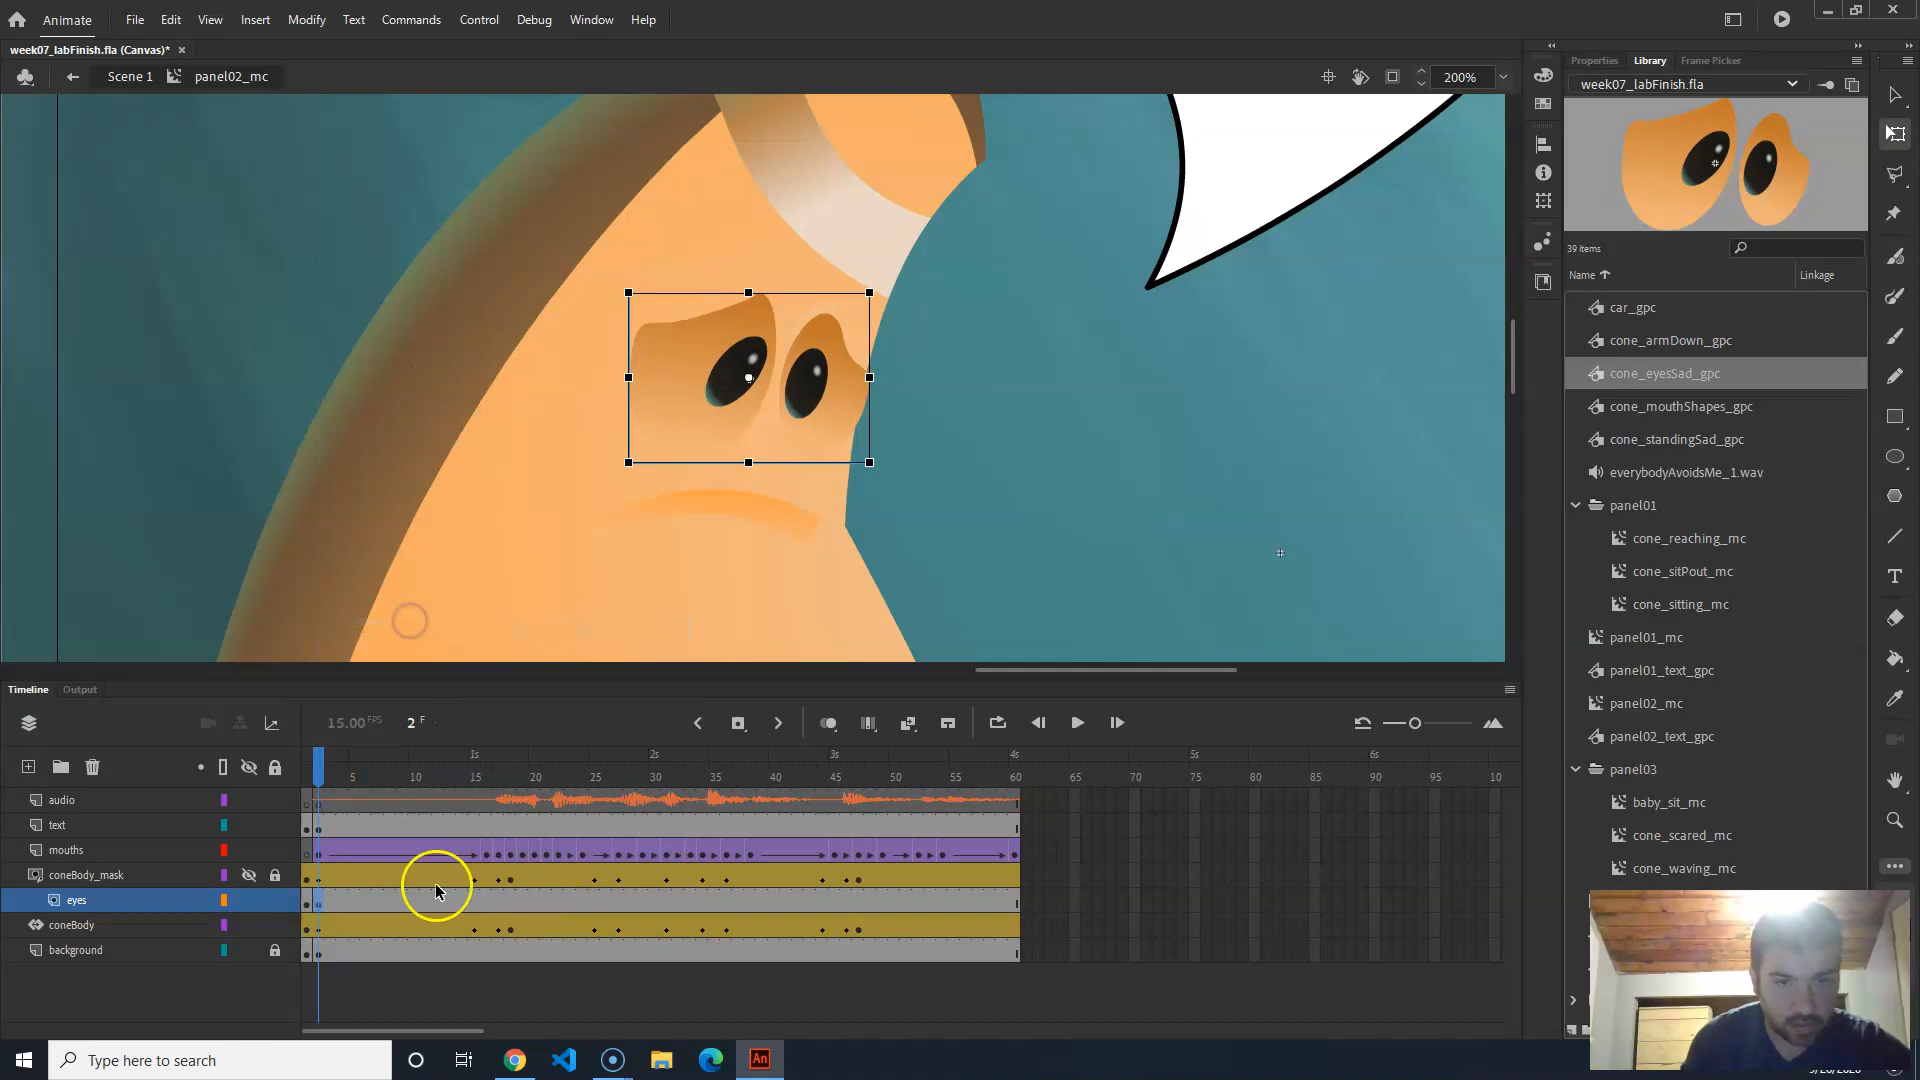 Animate File Edit View Insert Modify Text Commands Control Debug Window Help
week07_labFinish.fla (Canvas)* ×
Scene 1 panel02_mc 200%
Properties Library Frame Picker
week07_labFinish.fla
39 items
Name Linkage
car_gpc
cone_armDown_gpc
cone_eyesSad_gpc
cone_mouthShapes_gpc
cone_standingSad_gpc
everybodyAvoidsMe_1.wav
panel01
cone_reaching_mc
cone_sitPout_mc
cone_sitting_mc
panel01_mc
panel01_text_gpc
panel02_mc
panel02_text_gpc
panel03
baby_sit_mc
cone_scared_mc
cone_waving_mc
Timeline Output
15.00 FPS 2 F
1s 2s 3s 4s 5s 6s
5 10 15 20 25 30 35 40 45 50 55 60 65 70 75 80 85 90 95 10
audio
text
mouths
coneBody_mask
eyes
coneBody
background
Type here to search
An